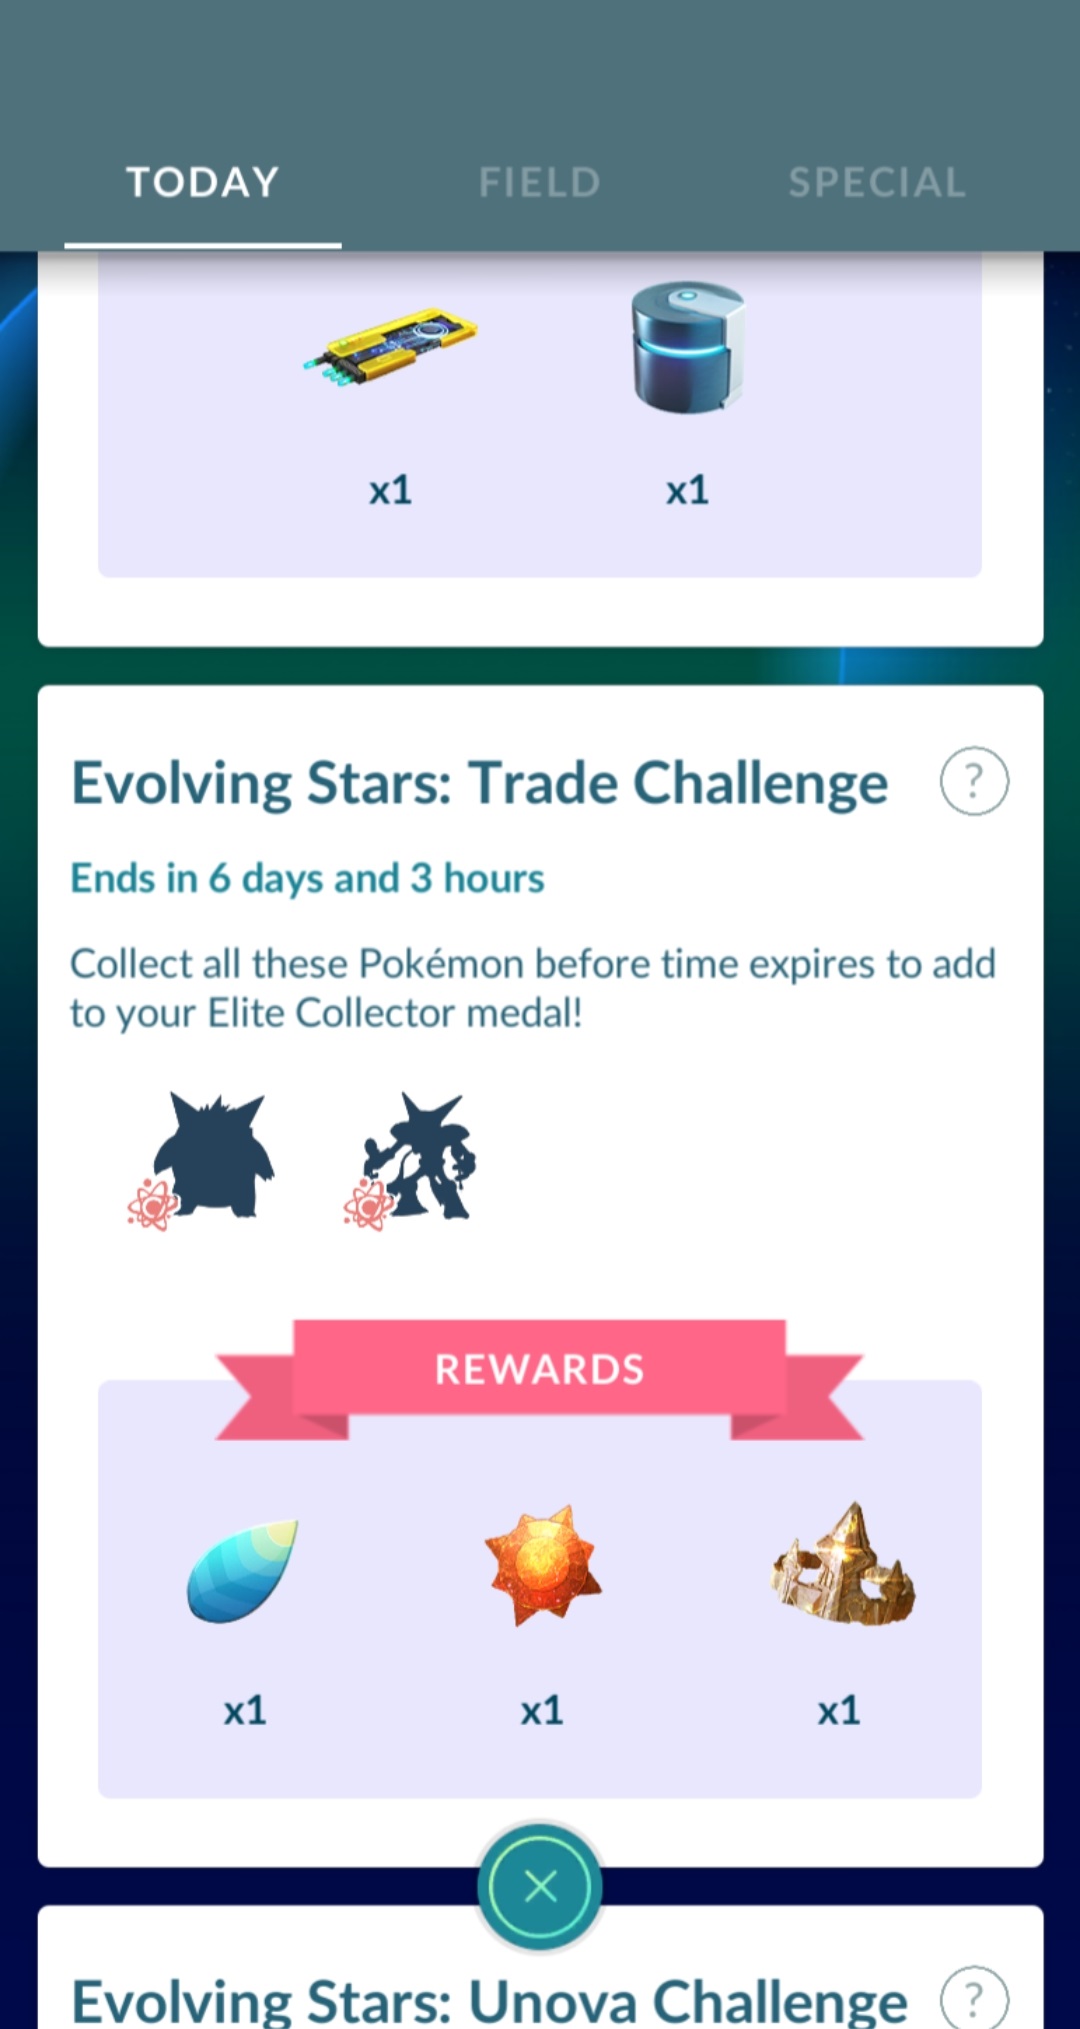 TODAY
FIELD
SPECIAL
x1
x1
Evolving Stars: Trade Challenge
?
Ends in 6 days and 3 hours
Collect all these Pokémon before time expires to add
to your Elite Collector medal!
REWARDS
x1
x1
x1
Evolving Stars: Unova Challenge
?